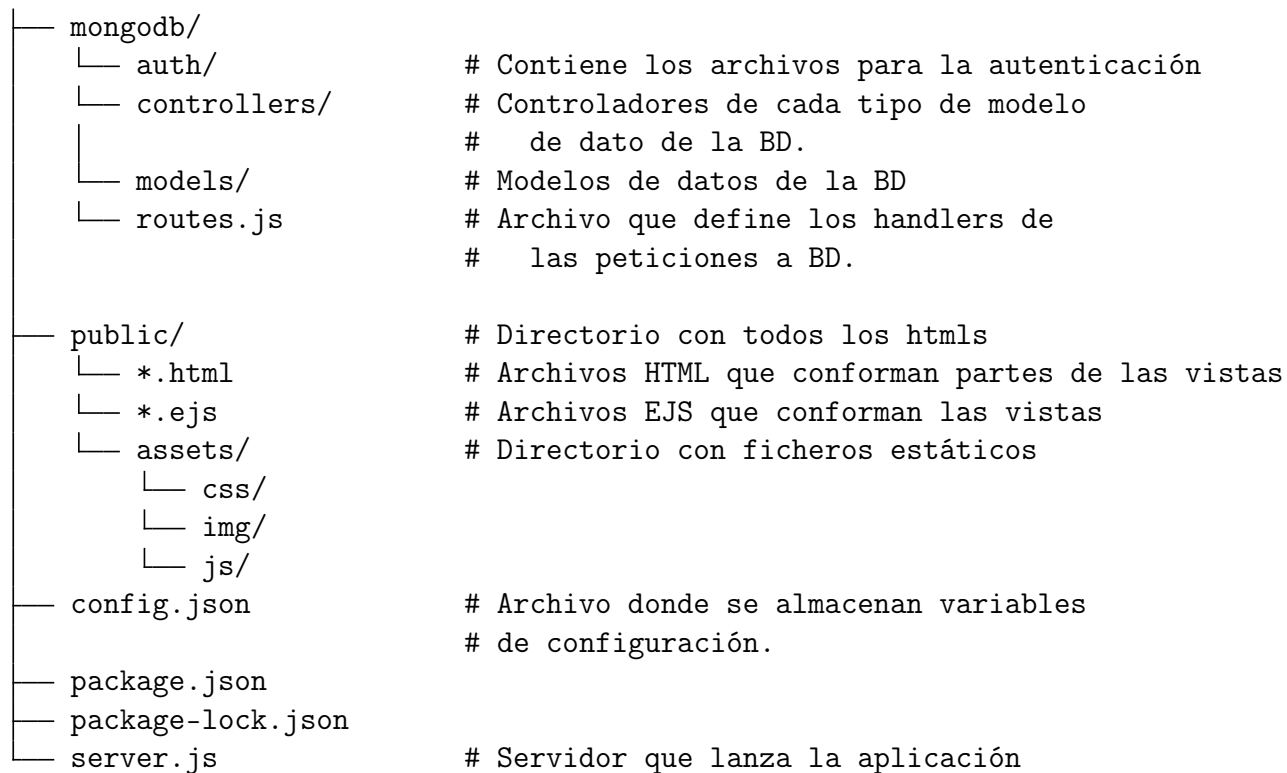 ├── mongodb/
│   └── auth/               # Contiene los archivos para la autenticación
│   └── controllers/        # Controladores de cada tipo de modelo
│   │                       #   de dato de la BD.
│   └── models/             # Modelos de datos de la BD
│   └── routes.js           # Archivo que define los handlers de
│                           #   las peticiones a BD.
├── public/                 # Directorio con todos los htmls
│   └── *.html              # Archivos HTML que conforman partes de las vistas
│   └── *.ejs               # Archivos EJS que conforman las vistas
│   └── assets/             # Directorio con ficheros estáticos
│       └── css/
│       └── img/
│       └── js/
├── config.json             # Archivo donde se almacenan variables
│                           # de configuración.
├── package.json
├── package-lock.json
└── server.js               # Servidor que lanza la aplicación